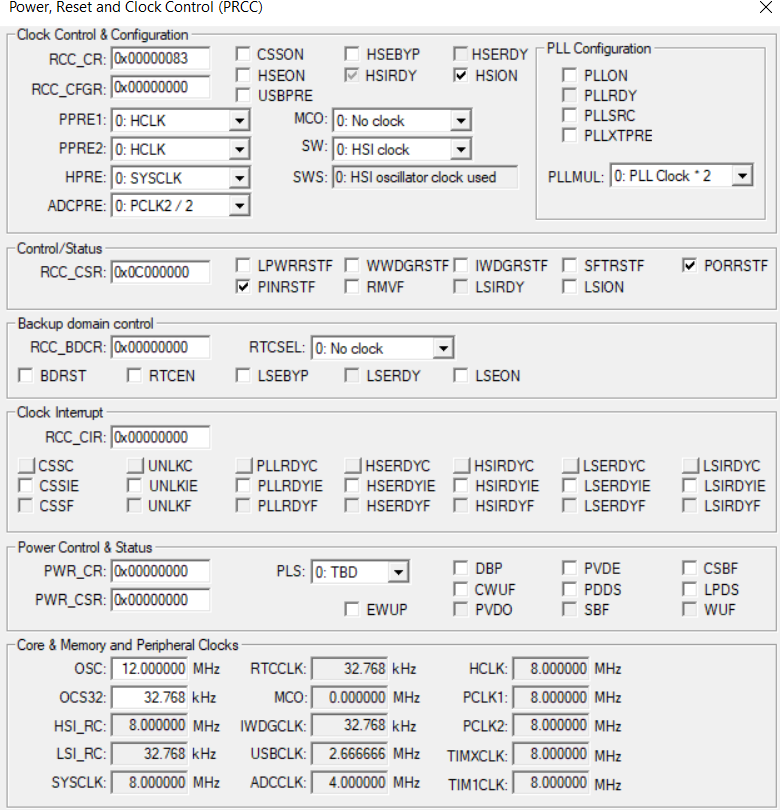 Power, Reset and Clock Control (PRCC)
Clock Control & Configuration
RCC_CR: 0x00000083 CSSON HSEBYP HSERDY PLL Configuration
HSEON HSIRDY HSION PLLON
RCC_CFGR: 0x00000000 USBPRE PLLRDY
PPRE1: 0: HCLK MCO: 0: No clock PLLSRC
PPRE2: 0: HCLK SW: 0: HSI clock PLLXTPRE
HPRE: 0: SYSCLK SWS: 0: HSI oscillator clock used PLLMUL: 0: PLL Clock * 2
ADCPRE: 0: PCLK2 / 2
Control/Status
RCC_CSR: 0x0C000000 LPWRRSTF WWDGRSTF IWDGRSTF SFTRSTF PORRSTF
PINRSTF RMVF LSIRDY LSION
Backup domain control
RCC_BDCR: 0x00000000 RTCSEL: 0: No clock
BDRST RTCEN LSEBYP LSERDY LSEON
Clock Interrupt
RCC_CIR: 0x00000000
CSSC UNLKC PLLRDYC HSERDYC HSIRDYC LSERDYC LSIRDYC
CSSIE UNLKIE PLLRDYIE HSERDYIE HSIRDYIE LSERDYIE LSIRDYIE
CSSF UNLKF PLLRDYF HSERDYF HSIRDYF LSERDYF LSIRDYF
Power Control & Status
PWR_CR: 0x00000000 PLS: 0: TBD DBP PVDE CSBF
CWUF PDDS LPDS
PWR_CSR: 0x00000000 EWUP PVDO SBF WUF
Core & Memory and Peripheral Clocks
OSC: 12.000000 MHz RTCCLK: 32.768 kHz HCLK: 8.000000 MHz
OCS32: 32.768 kHz MCO: 0.000000 MHz PCLK1: 8.000000 MHz
HSI_RC: 8.000000 MHz IWDGCLK: 32.768 kHz PCLK2: 8.000000 MHz
LSI_RC: 32.768 kHz USBCLK: 2.666666 MHz TIMXCLK: 8.000000 MHz
SYSCLK: 8.000000 MHz ADCCLK: 4.000000 MHz TIM1CLK: 8.000000 MHz